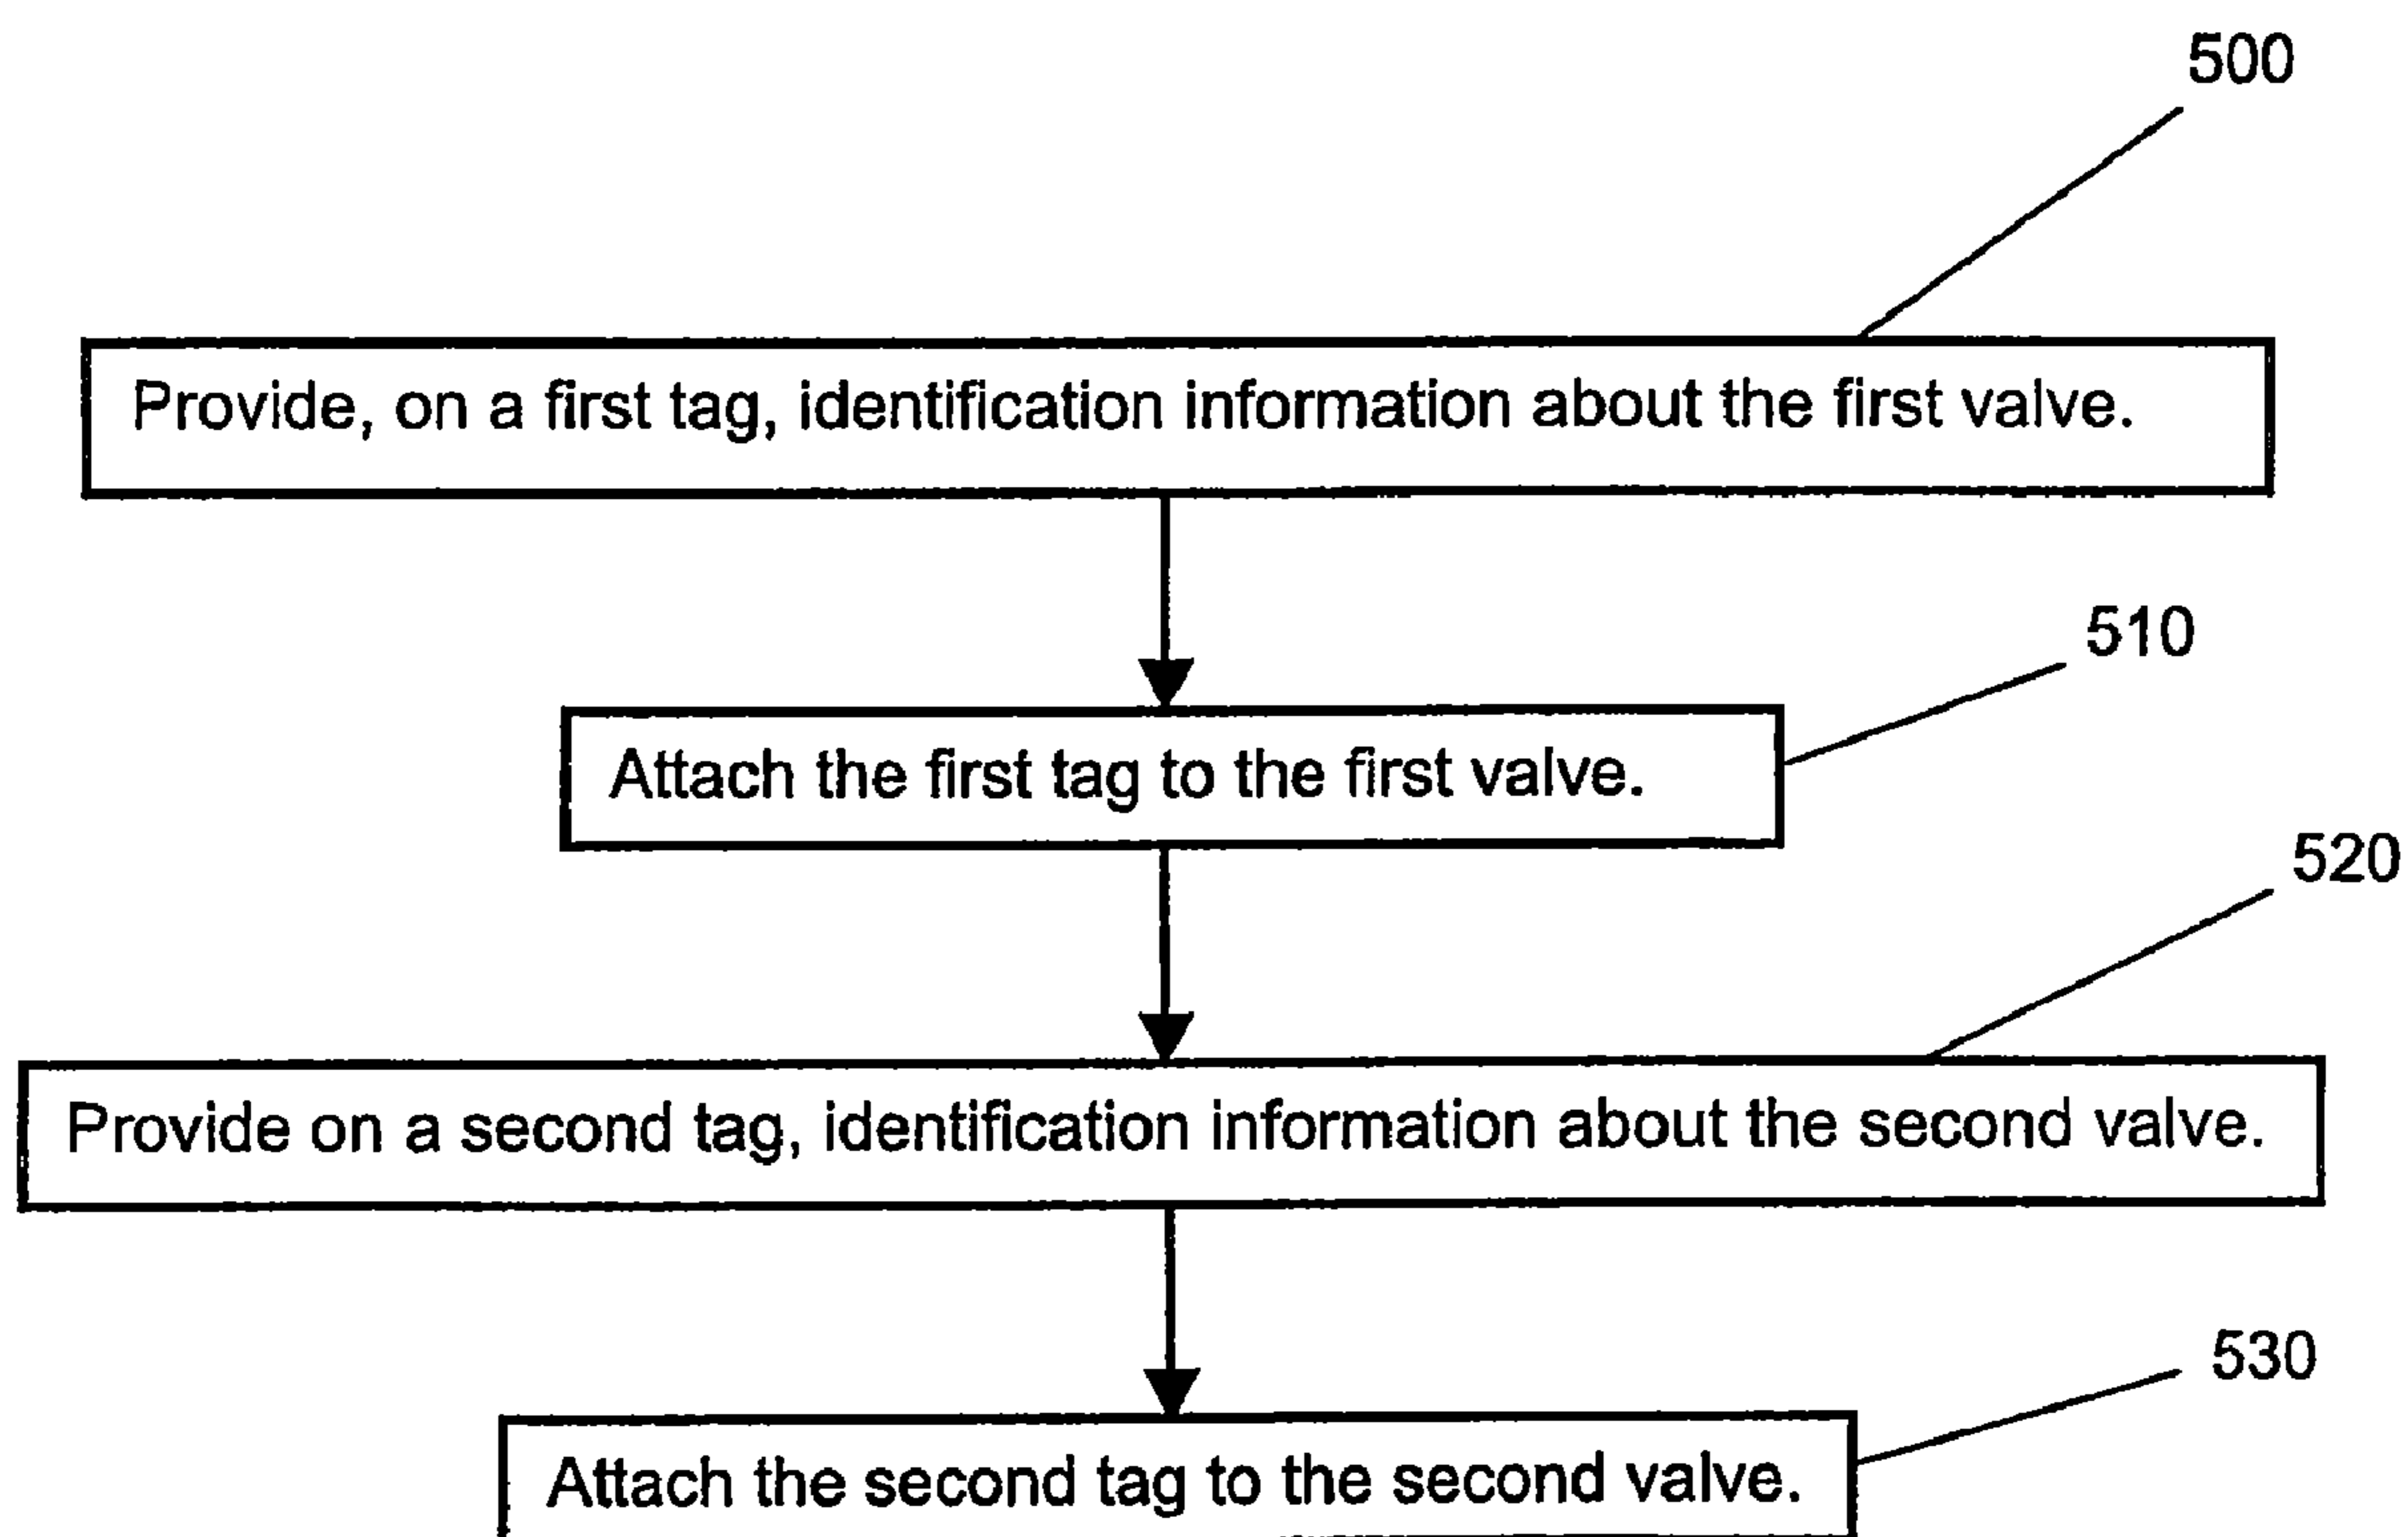 500
Provide, on a first tag, identification information about the first valve.
510
Attach the first tag to the first valve.
520
Provide on a second tag, identification information about the second valve.
530
Attach the second tag to the second valve.